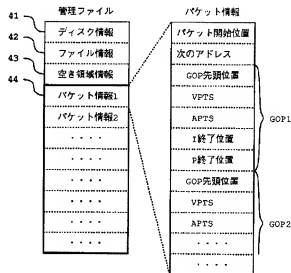 管理ファイル
41
ディスク情報
42
ファイル情報
43
空き領域情報
44
パケット情報1
パケット情報2
・・・・
・・・・
・・・・
・・・・
・・・・
・・・・
パケット情報
パケット開始位置
次のアドレス
GOP先頭位置
VPTS
APTS
I終了位置
P終了位置
GOP1
GOP先頭位置
VPTS
APTS
・・・・
・・・・
GOP2